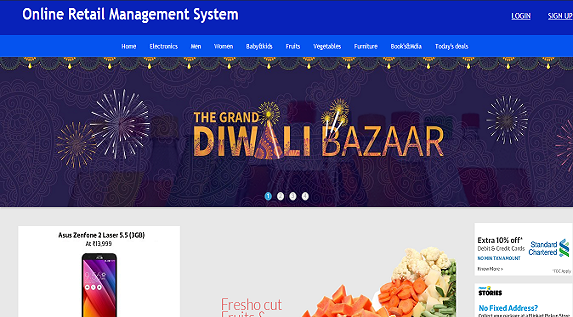 Online Retail Management System
LOGIN
SIGN UP
Home Electronics Men Women Baby&kids Fruits Vegetables Furniture Book's&Mdia Today's deals
THE GRAND
DIWALI BAZAAR
1 2 3 4
Asus Zenfone 2 Laser 5.5 (3GB)
At ₹13,999
Fresho cut
Fruits &
Extra 10% off*
Debit & Credit Cards
NO MIN TXN AMOUNT
Know More >
Standard
Chartered
*T&C Apply
STORIES
No Fixed Address?